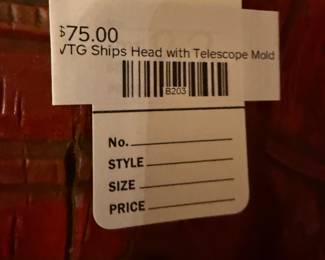 $75.00
VTG Ships Head with Telescope Mold
B203
No.
STYLE
SIZE
PRICE